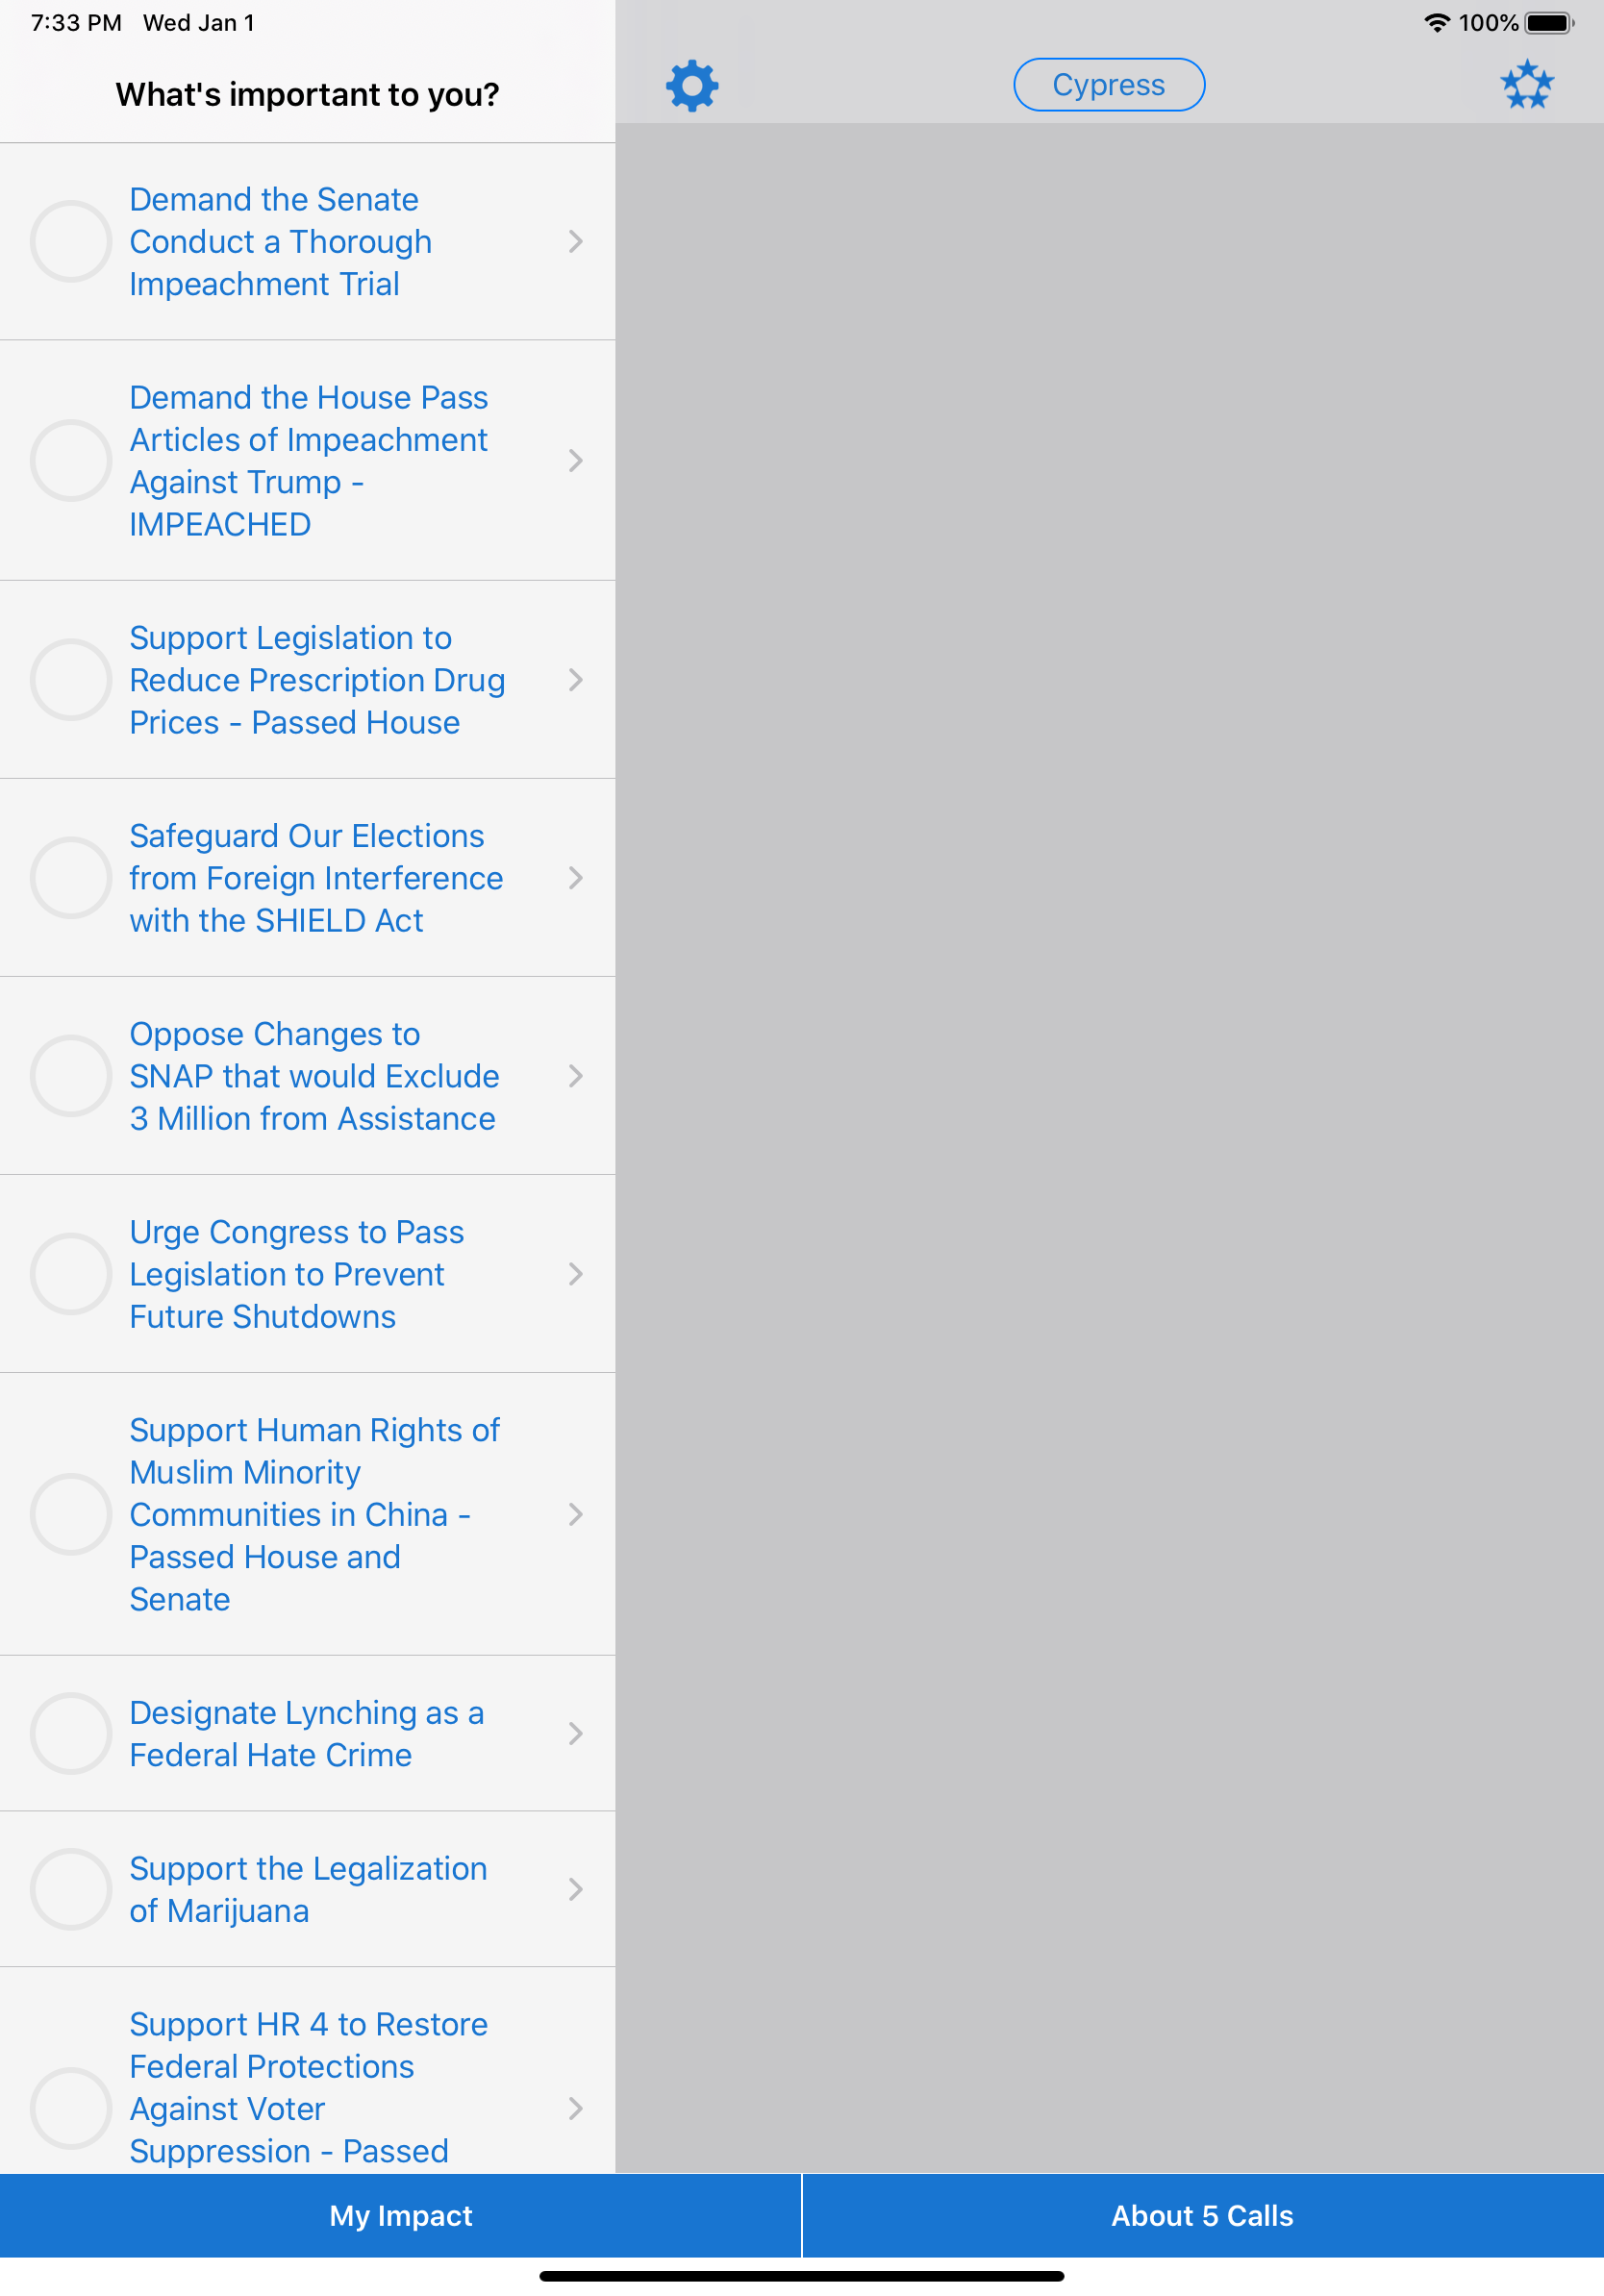 7:33 PM Wed Jan 1
100%
What's important to you?
Cypress
Demand the Senate
Conduct a Thorough
Impeachment Trial
Demand the House Pass
Articles of Impeachment
Against Trump -
IMPEACHED
Support Legislation to
Reduce Prescription Drug
Prices - Passed House
Safeguard Our Elections
from Foreign Interference
with the SHIELD Act
Oppose Changes to
SNAP that would Exclude
3 Million from Assistance
Urge Congress to Pass
Legislation to Prevent
Future Shutdowns
Support Human Rights of
Muslim Minority
Communities in China -
Passed House and
Senate
Designate Lynching as a
Federal Hate Crime
Support the Legalization
of Marijuana
Support HR 4 to Restore
Federal Protections
Against Voter
Suppression - Passed
My Impact
About 5 Calls